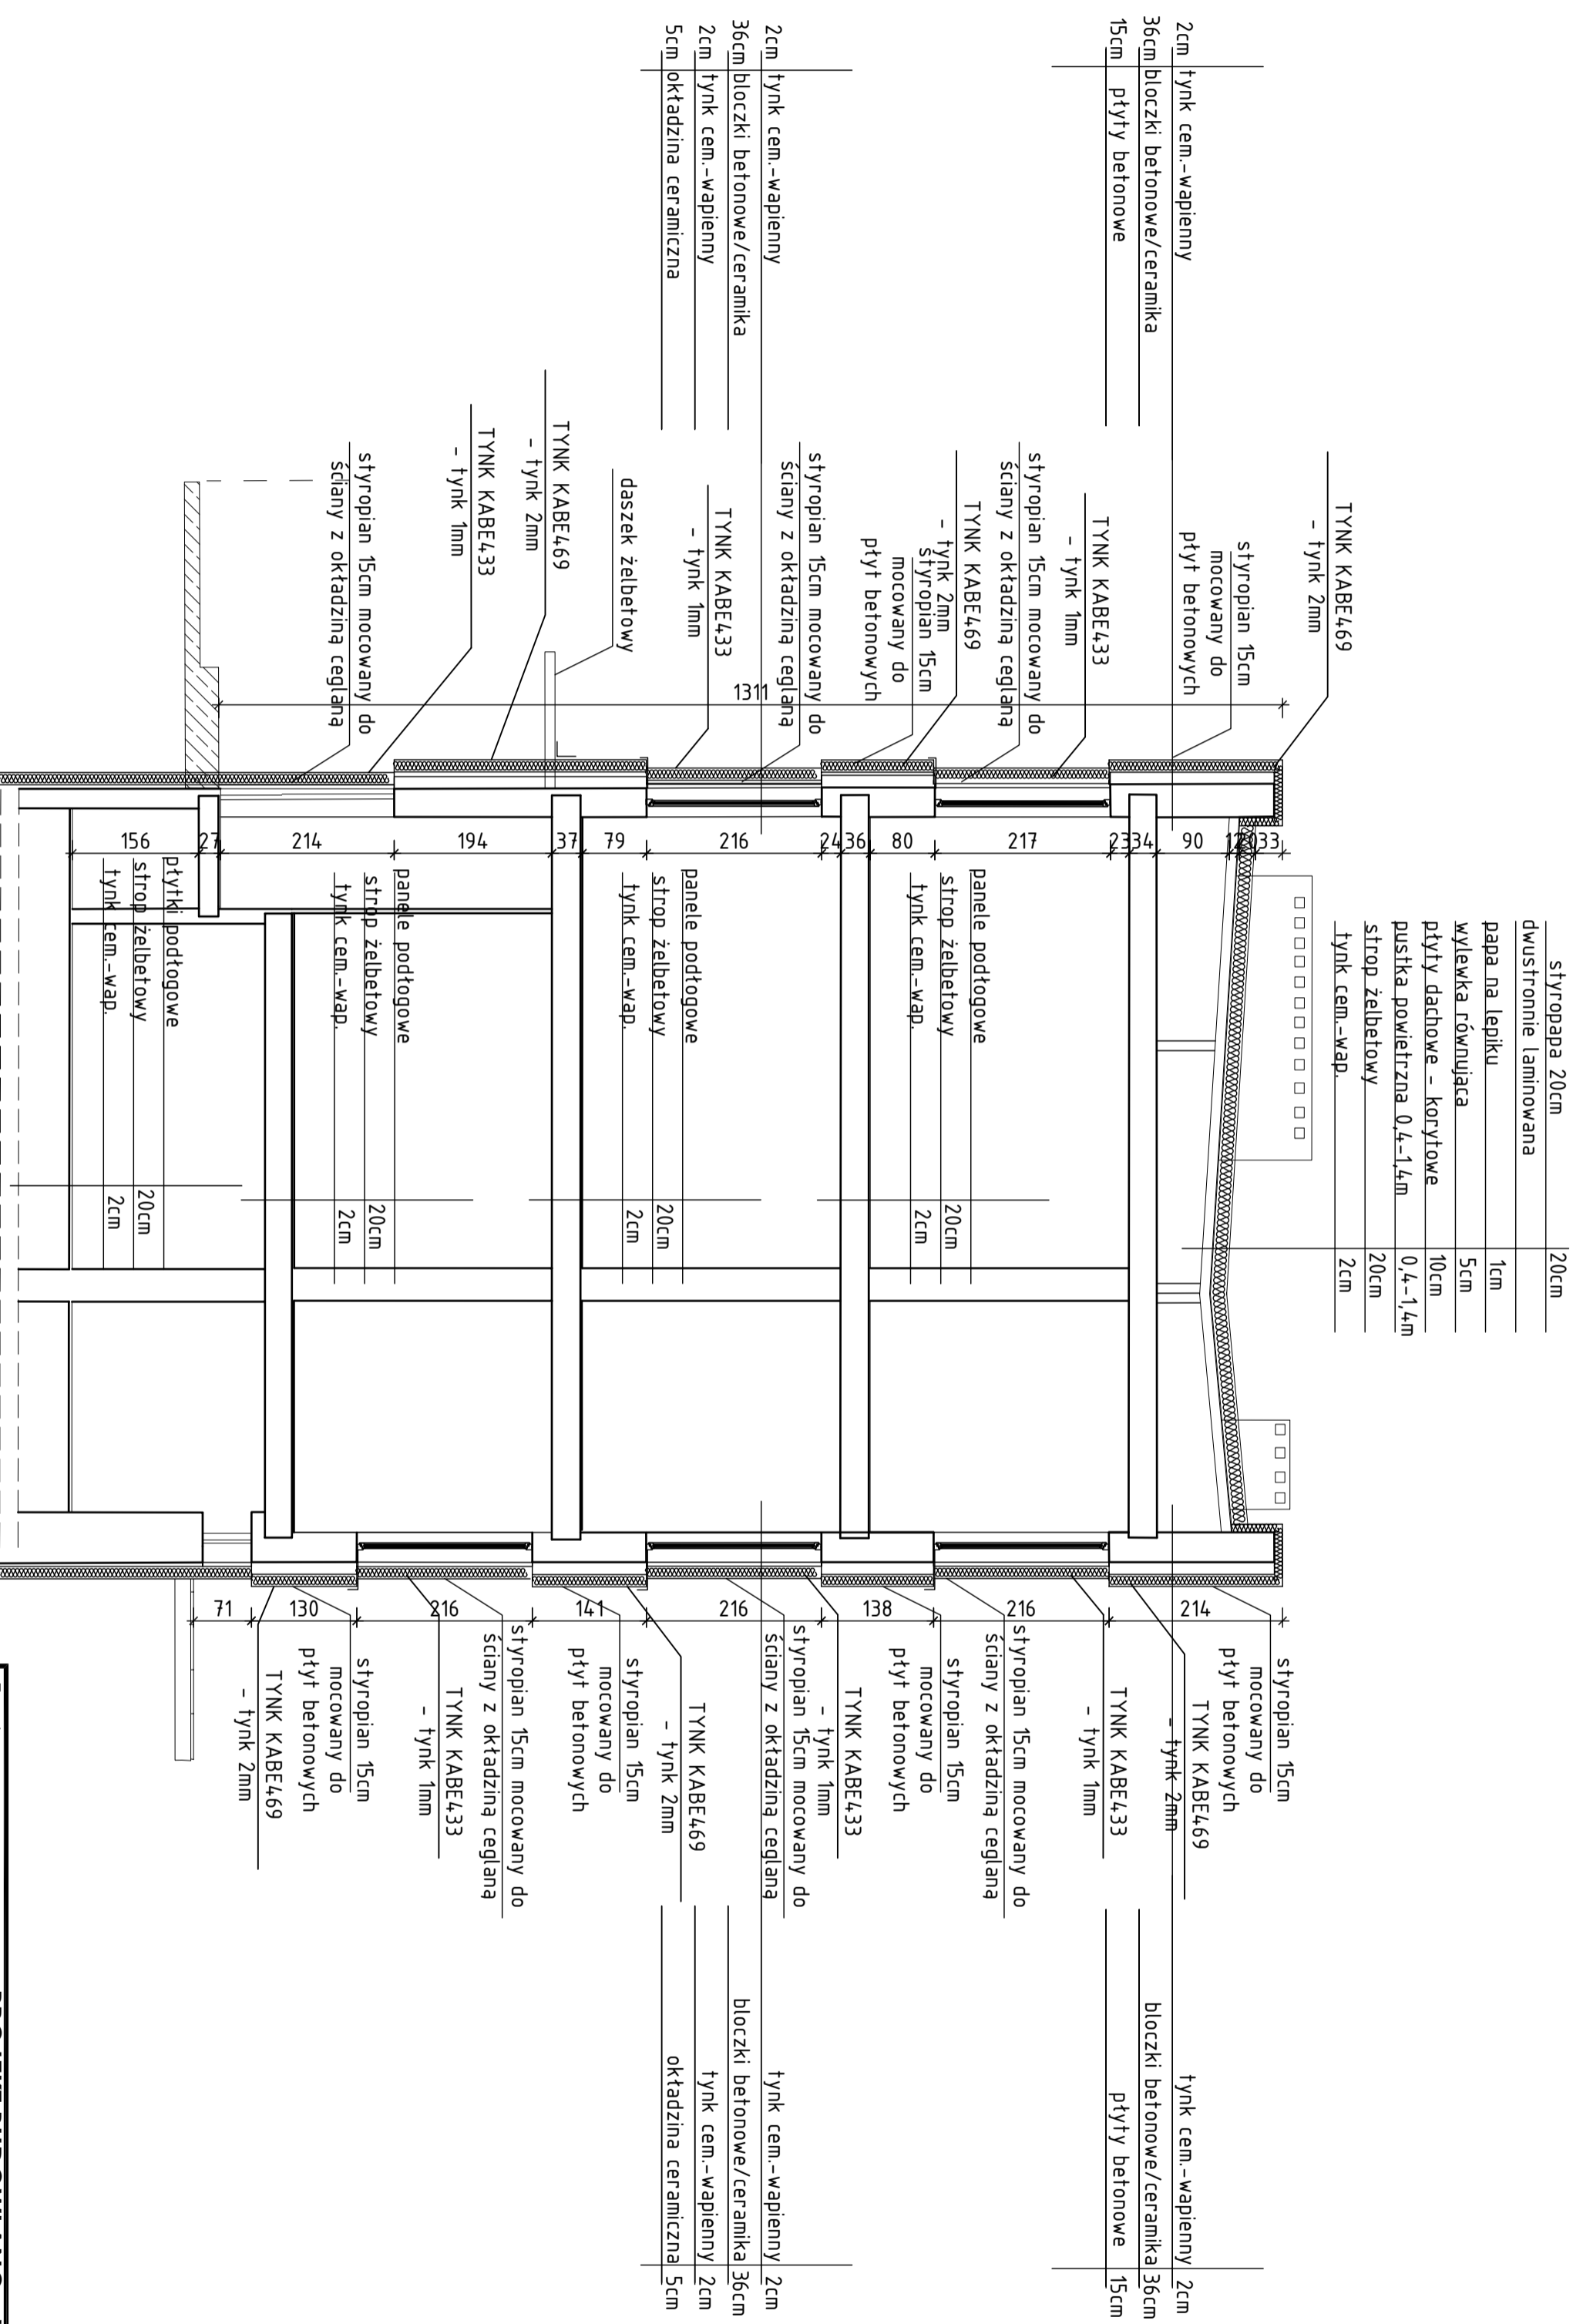 styropapa 20cm 20cm
dwustronnie laminowana
papa na lepiku 1cm
wylewka równująca 5cm
płyty dachowe - korytowe 10cm
pustka powietrzna 0,4-1,4m 0,4-1,4m
strop żelbetowy 20cm
tynk cem.-wap. 2cm
2cm tynk cem.-wapienny
36cm bloczki betonowe/ceramika
15cm płyty betonowe
2cm tynk cem.-wapienny
36cm bloczki betonowe/ceramika
2cm tynk cem.-wapienny
5cm okładzina ceramiczna
TYNK KABE469
- tynk 2mm
styropian 15cm
mocowany do
płyt betonowych
TYNK KABE433
- tynk 1mm
styropian 15cm mocowany do
ściany z okładziną ceglaną
TYNK KABE469
- tynk 2mm
styropian 15cm
mocowany do
płyt betonowych
styropian 15cm mocowany do
ściany z okładziną ceglaną
TYNK KABE433
- tynk 1mm
daszek żelbetowy
TYNK KABE469
- tynk 2mm
TYNK KABE433
- tynk 1mm
styropian 15cm mocowany do
ściany z okładziną ceglaną
1311
33
20
12
90
34
23
217
80
36
24
216
79
37
194
214
27
156
panele podłogowe
strop żelbetowy 20cm
tynk cem.-wap. 2cm
panele podłogowe
strop żelbetowy 20cm
tynk cem.-wap. 2cm
panele podłogowe
strop żelbetowy 20cm
tynk cem.-wap. 2cm
płytki podłogowe
strop żelbetowy 20cm
tynk cem.-wap. 2cm
214
216
138
216
141
216
130
71
styropian 15cm
mocowany do
płyt betonowych
TYNK KABE469
- tynk 2mm
TYNK KABE433
- tynk 1mm
styropian 15cm mocowany do
ściany z okładziną ceglaną
styropian 15cm
mocowany do
płyt betonowych
TYNK KABE433
- tynk 1mm
styropian 15cm mocowany do
ściany z okładziną ceglaną
TYNK KABE469
- tynk 2mm
styropian 15cm
mocowany do
płyt betonowych
styropian 15cm mocowany do
ściany z okładziną ceglaną
TYNK KABE433
- tynk 1mm
styropian 15cm
mocowany do
płyt betonowych
TYNK KABE469
- tynk 2mm
tynk cem.-wapienny 2cm
bloczki betonowe/ceramika 36cm
płyty betonowe 15cm
tynk cem.-wapienny 2cm
bloczki betonowe/ceramika 36cm
tynk cem.-wapienny 2cm
okładzina ceramiczna 5cm